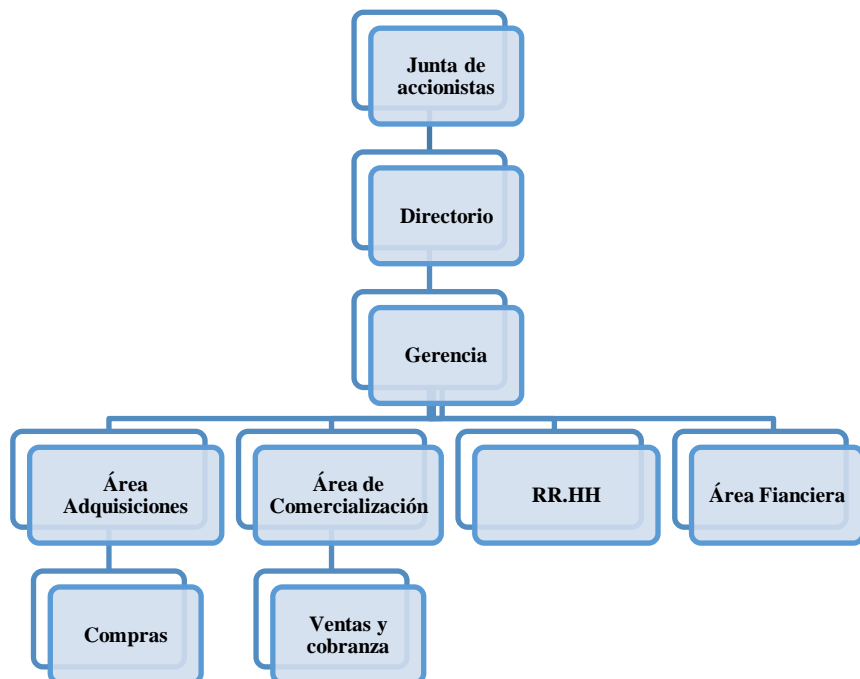 Junta de
accionistas
Directorio
Gerencia
Área
Adquisiciones
Área de
Comercialización
RR.HH
Área Fianciera
Compras
Ventas y
cobranza